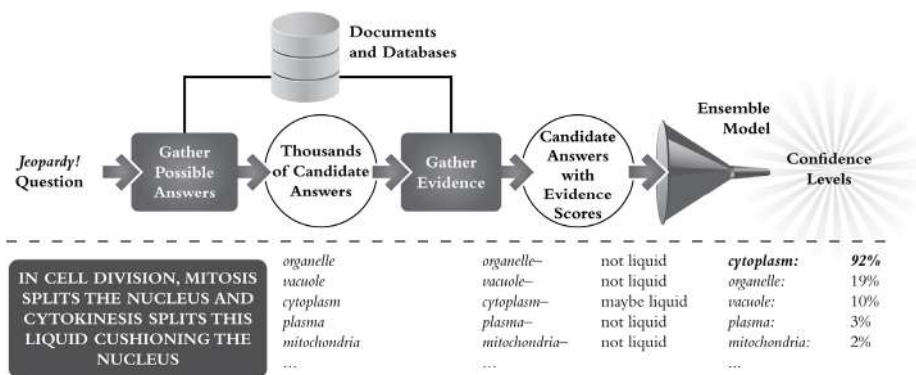 Documents
and Databases
Ensemble
Model
Jeopardy!
Question
Gather
Possible
Answers
Thousands
of Candidate
Answers
Gather
Evidence
Candidate
Answers
with
Evidence
Scores
Confidence
Levels
IN CELL DIVISION, MITOSIS
SPLITS THE NUCLEUS AND
CYTOKINESIS SPLITS THIS
LIQUID CUSHIONING THE
NUCLEUS
organelle
vacuole
cytoplasm
plasma
mitochondria
...
organelle– not liquid
vacuole– not liquid
cytoplasm– maybe liquid
plasma– not liquid
mitochondria– not liquid
...
cytoplasm: 92%
organelle: 19%
vacuole: 10%
plasma: 3%
mitochondria: 2%
...